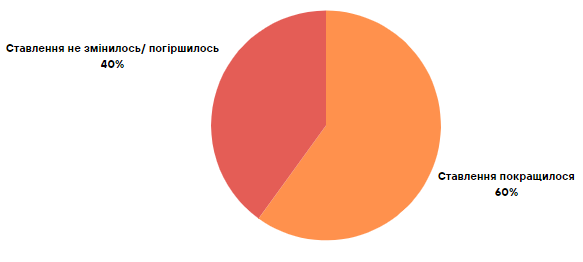 Ставлення не змінилось/ погіршилось
40%
Ставлення покращилося
60%